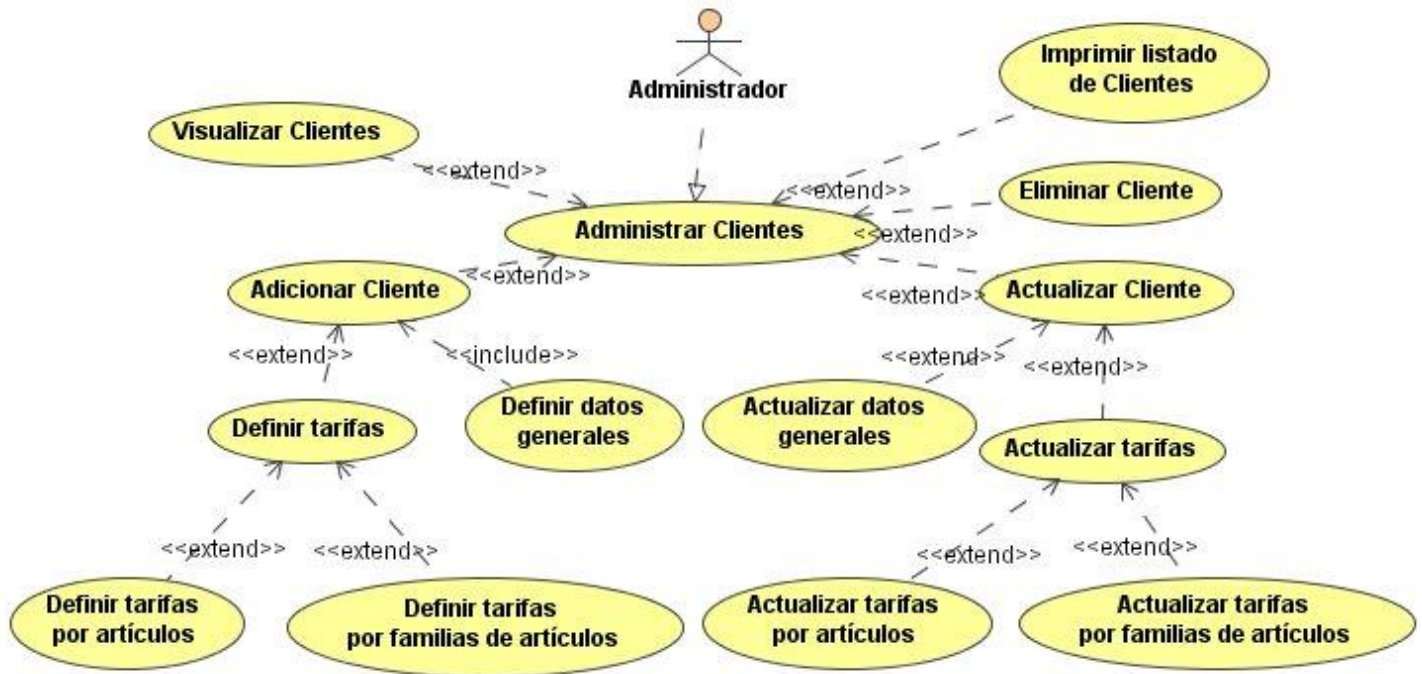 Administrador
Imprimir listado
de Clientes
Visualizar Clientes
<<extend>>
<<extend>>
Eliminar Cliente
Administrar Clientes
<<extend>>
Adicionar Cliente
<<extend>>
<<extend>>
Actualizar Cliente
<<extend>>
<<include>>
<<extend>>
<<extend>>
Definir tarifas
Definir datos
generales
Actualizar datos
generales
Actualizar tarifas
<<extend>>
<<extend>>
<<extend>>
<<extend>>
Definir tarifas
por artículos
Definir tarifas
por familias de artículos
Actualizar tarifas
por artículos
Actualizar tarifas
por familias de artículos